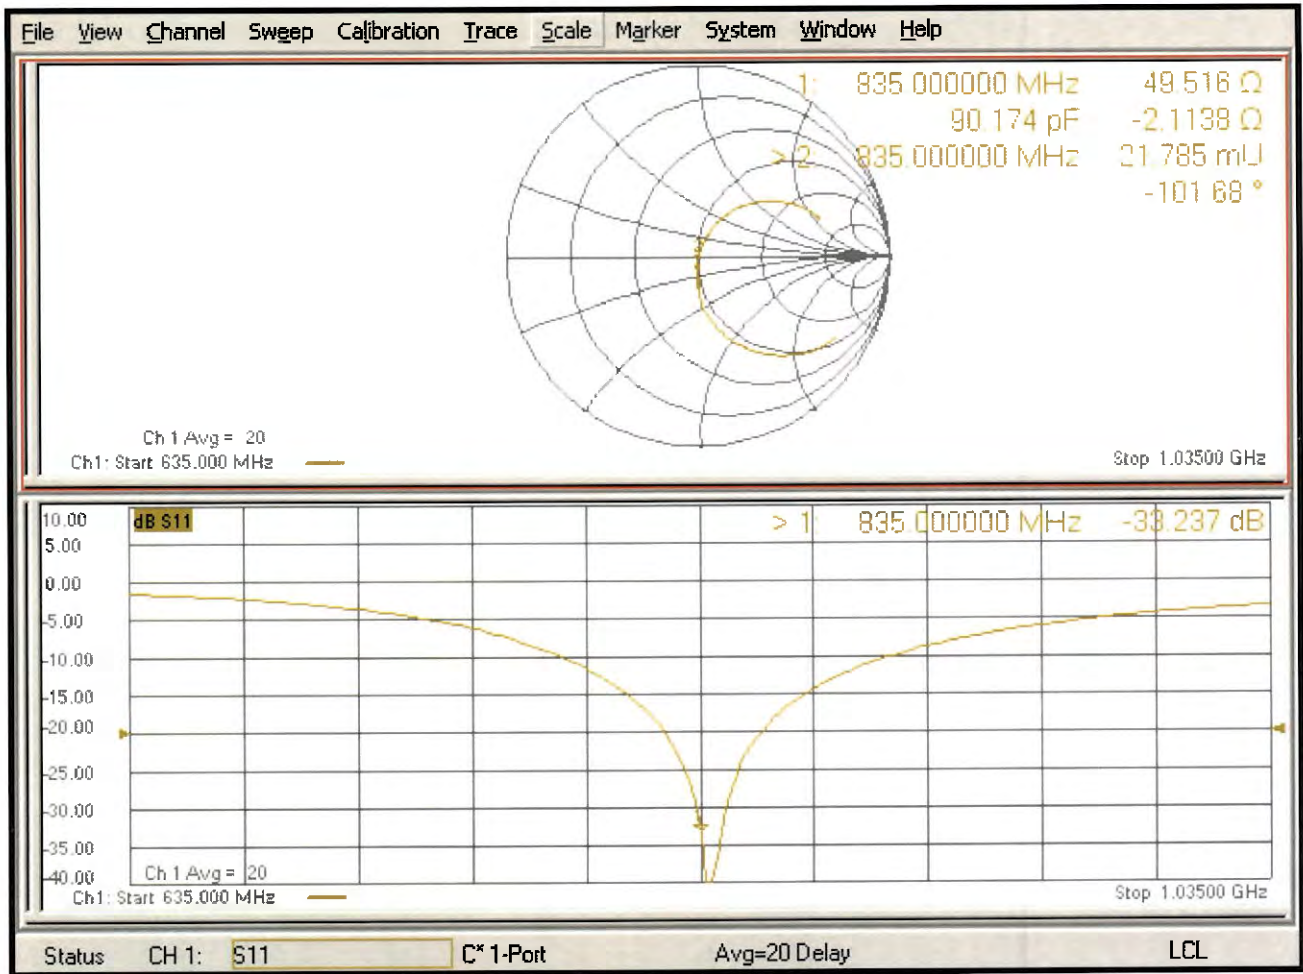 File View Channel Sweep Calibration Trace Scale Marker System Window Help
1: 835.000000 MHz 49.516 Ω
90.174 pF -2.1138 Ω
> 2: 835.000000 MHz 21.785 mU
-101.68 °
Ch 1 Avg = 20
Ch1: Start 635.000 MHz
Stop 1.03500 GHz
10.00
dB S11
> 1: 835.000000 MHz -33.237 dB
5.00
0.00
-5.00
-10.00
-15.00
-20.00
-25.00
-30.00
-35.00
-40.00
Ch 1 Avg = 20
Ch1: Start 635.000 MHz
Stop 1.03500 GHz
Status CH 1: S11 C* 1-Port Avg=20 Delay LCL